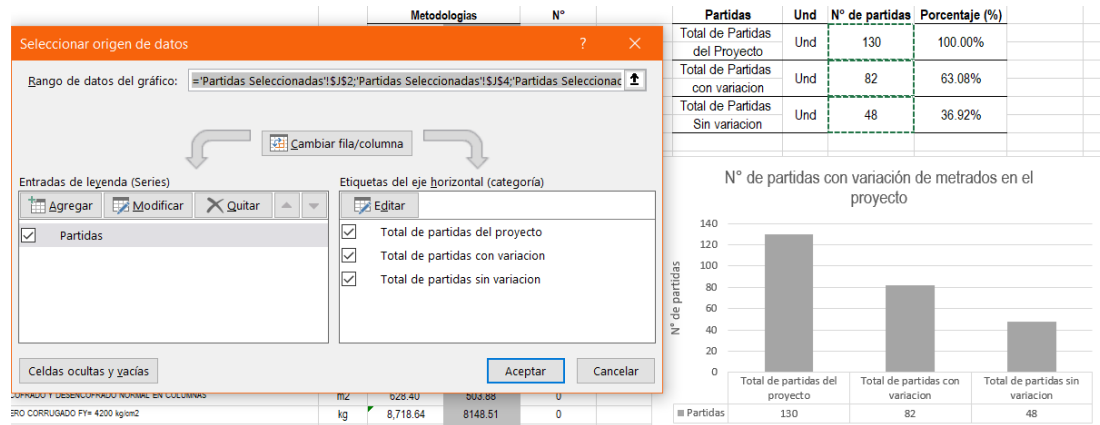 Metodologias N°
Seleccionar origen de datos ? ×
Rango de datos del gráfico: ='Partidas Seleccionadas'!$J$2;'Partidas Seleccionadas'!$J$4;'Partidas Seleccionac
Cambiar fila/columna
Entradas de leyenda (Series)
Agregar Modificar Quitar
Partidas
Etiquetas del eje horizontal (categoría)
Editar
Total de partidas del proyecto
Total de partidas con variacion
Total de partidas sin variacion
Celdas ocultas y vacías
Aceptar Cancelar
COFRADO Y DESENCOFRADO NORMAL EN COLUMNAS m2 628.40 503.88 0
ERO CORRUGADO FY= 4200 kg/cm2 kg 8,718.64 8148.51 0
Partidas Und N° de partidas Porcentaje (%)
Total de Partidas
del Proyecto Und 130 100.00%
Total de Partidas
con variacion Und 82 63.08%
Total de Partidas
Sin variacion Und 48 36.92%
N° de partidas con variación de metrados en el
proyecto
N° de partidas
140
120
100
80
60
40
20
0
Total de partidas del
proyecto
Total de partidas con
variacion
Total de partidas sin
variacion
Partidas 130 82 48